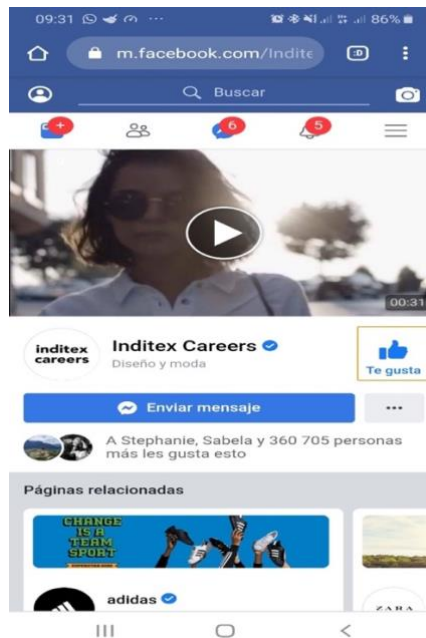 09:31
86%
m.facebook.com/Indite
:D
Buscar
+
6
5
00:31
inditex
careers
Inditex Careers
Diseño y moda
Te gusta
Enviar mensaje
A Stephanie, Sabela y 360 705 personas
más les gusta esto
Páginas relacionadas
CHANGE
IS A
TEAM
SPORT
adidas
ZARA